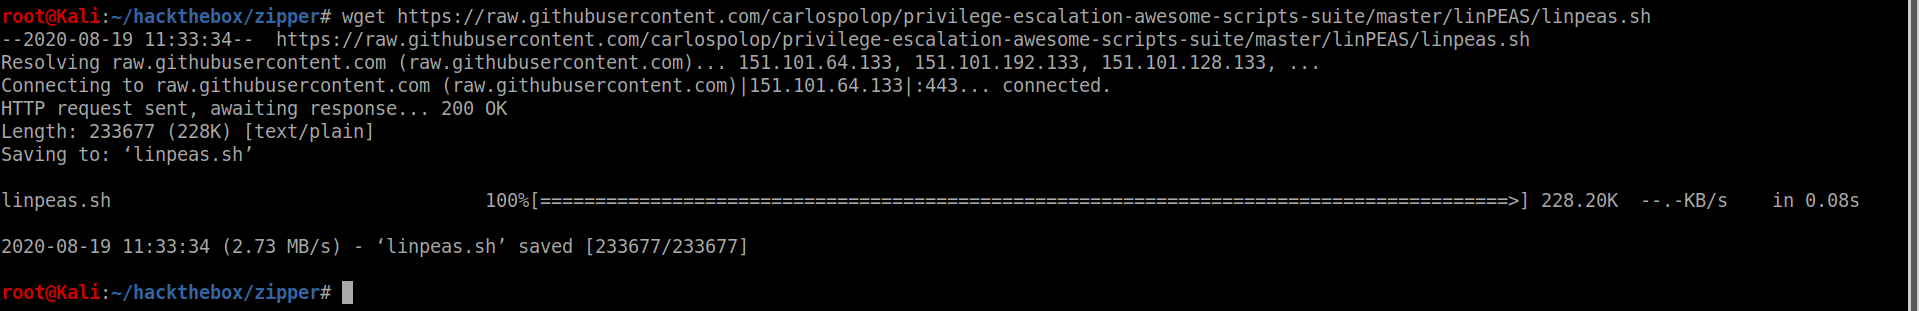 root@Kali:~/hackthebox/zipper# wget https://raw.githubusercontent.com/carlospolop/privilege-escalation-awesome-scripts-suite/master/linPEAS/linpeas.sh
--2020-08-19 11:33:34--  https://raw.githubusercontent.com/carlospolop/privilege-escalation-awesome-scripts-suite/master/linPEAS/linpeas.sh
Resolving raw.githubusercontent.com (raw.githubusercontent.com)... 151.101.64.133, 151.101.192.133, 151.101.128.133, ...
Connecting to raw.githubusercontent.com (raw.githubusercontent.com)|151.101.64.133|:443... connected.
HTTP request sent, awaiting response... 200 OK
Length: 233677 (228K) [text/plain]
Saving to: ‘linpeas.sh’
linpeas.sh                                  100%[========================================================================================>] 228.20K  --.-KB/s    in 0.08s
2020-08-19 11:33:34 (2.73 MB/s) - ‘linpeas.sh’ saved [233677/233677]
root@Kali:~/hackthebox/zipper#